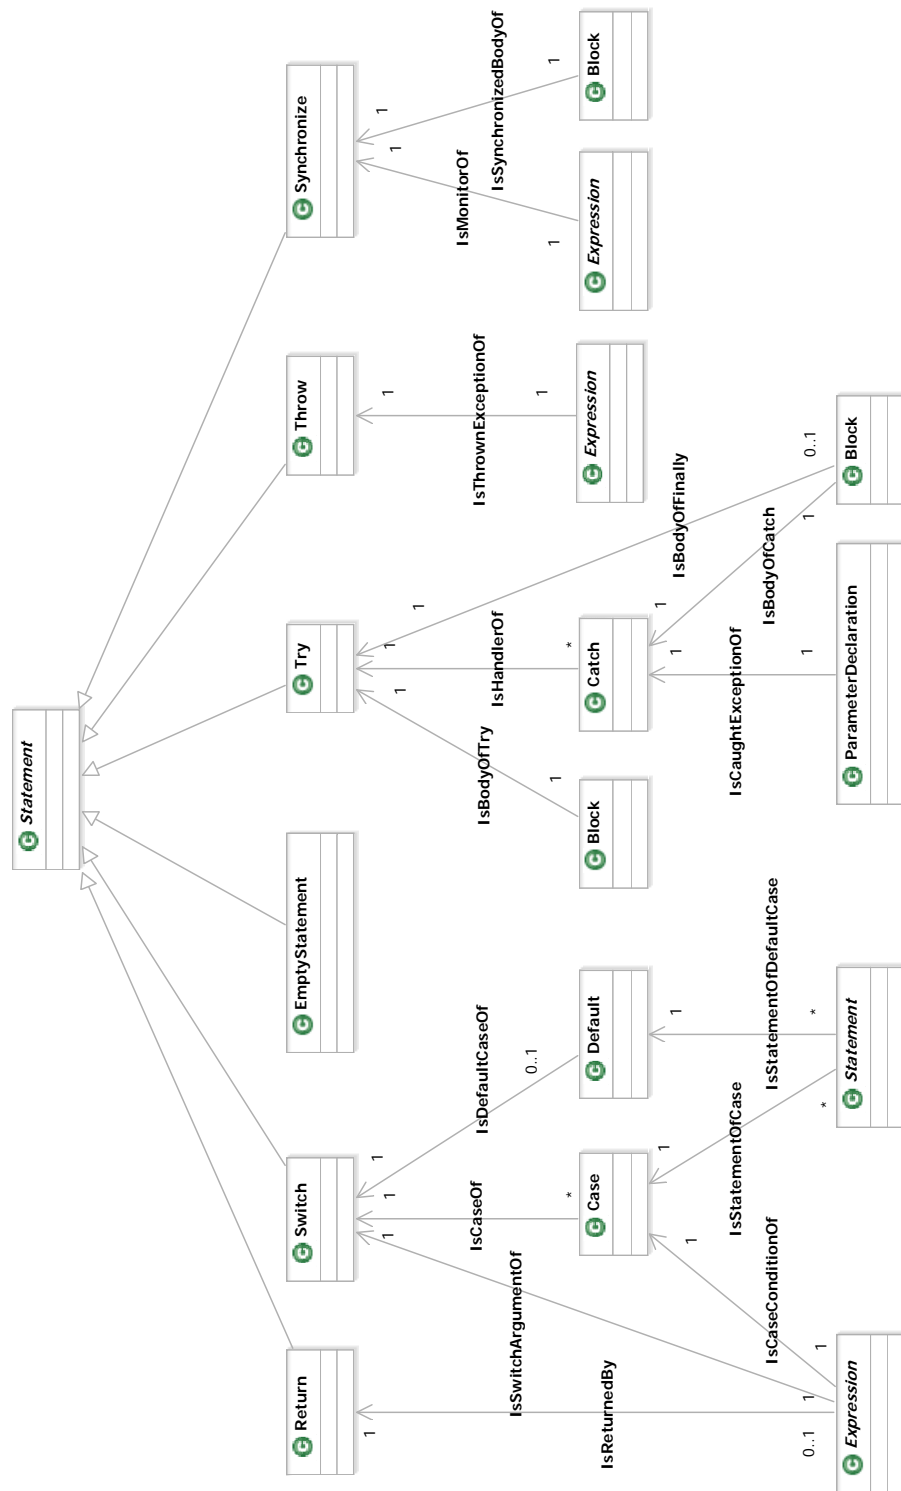 Statement
Return
Switch
EmptyStatement
Try
Throw
Synchronize
1
1
1
1
1
1
1
1
1
1
IsCaseOf
IsDefaultCaseOf
IsBodyOfTry
IsHandlerOf
IsThrownExceptionOf
IsMonitorOf
IsSynchronizedBodyOf
IsSwitchArgumentOf
*
0..1
1
*
1
1
1
IsReturnedBy
Case
Default
Block
Catch
Expression
Expression
Block
1
1
1
1
1
IsBodyOfFinally
IsStatementOfCase
IsCaughtExceptionOf
IsCaseConditionOf
IsStatementOfDefaultCase
IsBodyOfCatch
0..1
1
1
*
*
1
1
0..1
Expression
Statement
ParameterDeclaration
Block